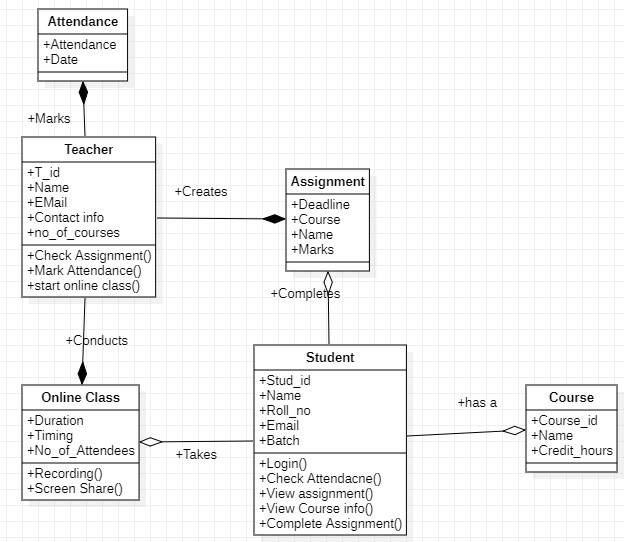 Attendance
+Attendance
+Date
+Marks
Teacher
+T_id
+Name
+EMail
+Contact info
+no_of_courses
+Check Assignment()
+Mark Attendance()
+start online class()
+Creates
Assignment
+Deadline
+Course
+Name
+Marks
+Completes
+Conducts
Online Class
+Duration
+Timing
+No_of_Attendees
+Recording()
+Screen Share()
+Takes
Student
+Stud_id
+Name
+Roll_no
+Email
+Batch
+Login()
+Check Attendacne()
+View assignment()
+View Course info()
+Complete Assignment()
+has a
Course
+Course_id
+Name
+Credit_hours